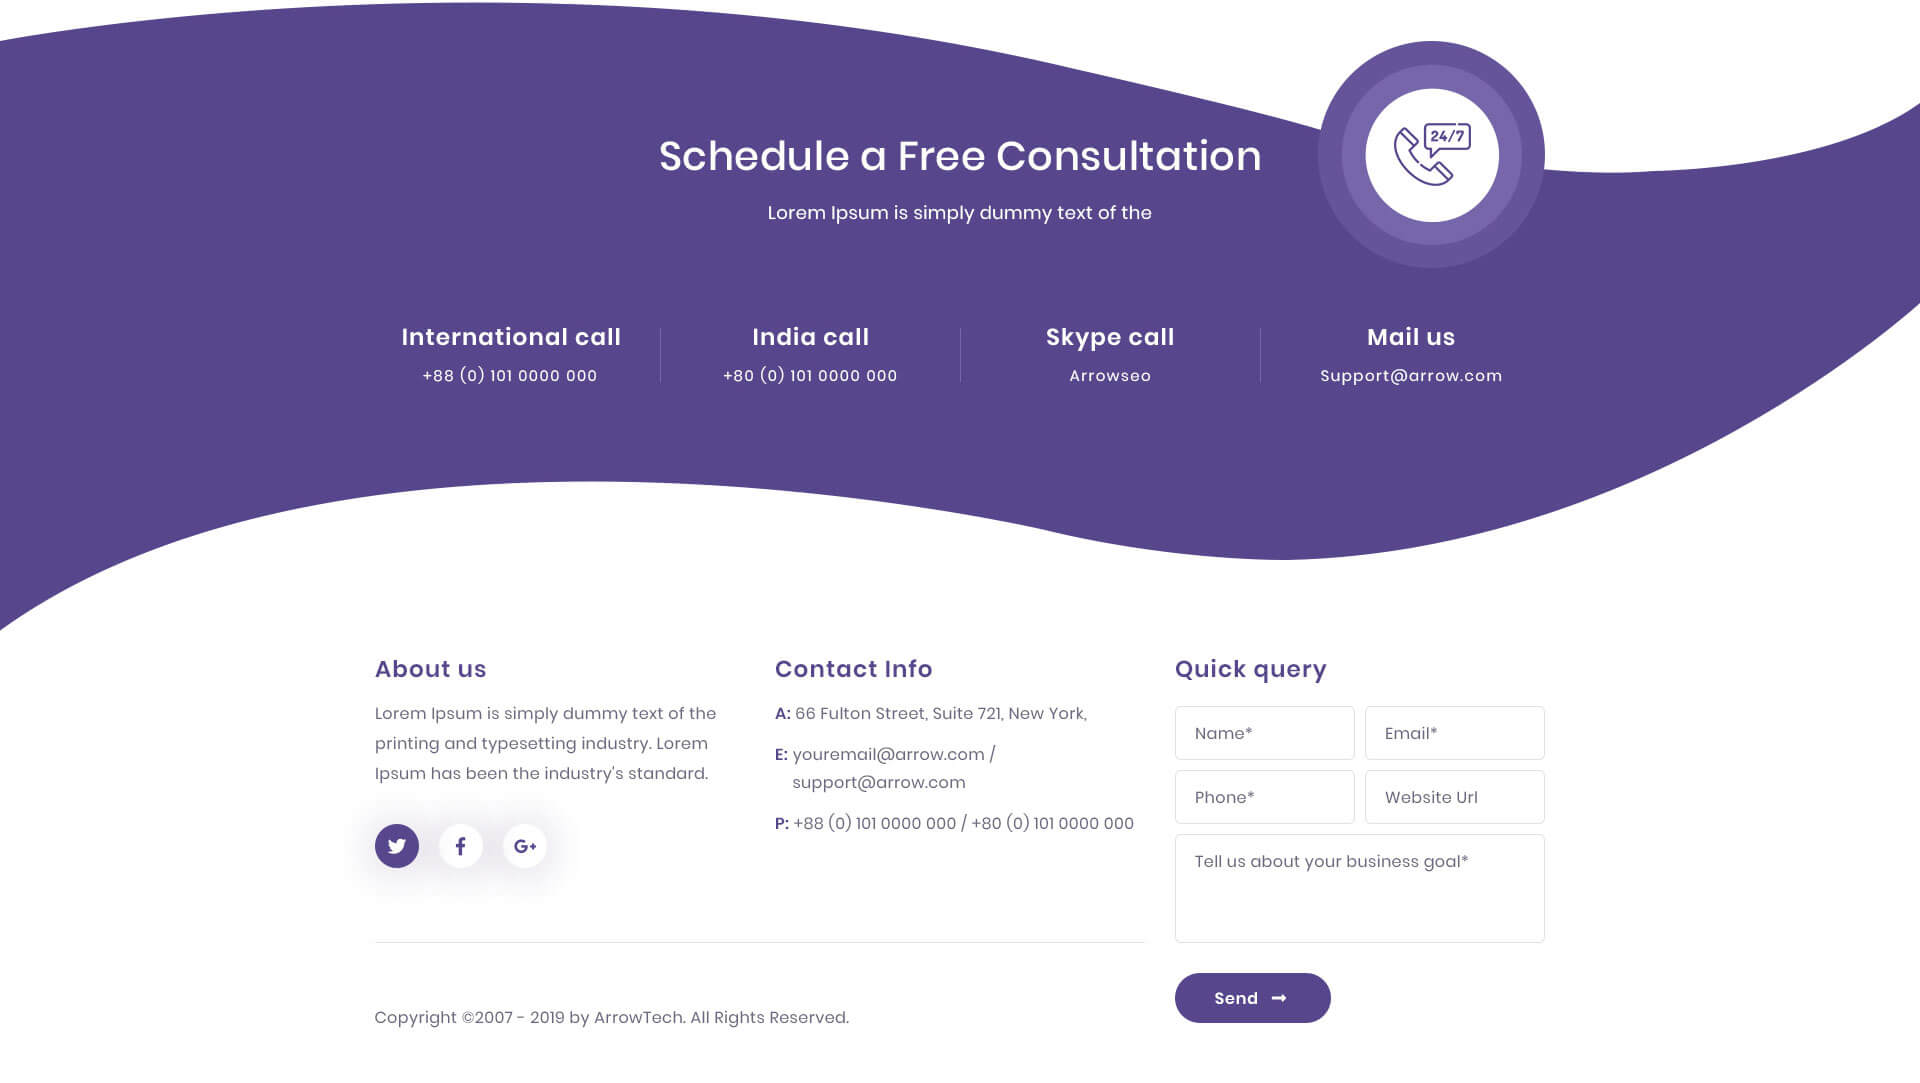 24/7
Schedule a Free Consultation
Lorem Ipsum is simply dummy text of the
International call
+88 (0) 101 0000 000
India call
+80 (0) 101 0000 000
Skype call
Arrowseo
Mail us
Support@arrow.com
About us
Lorem Ipsum is simply dummy text of the
printing and typesetting industry. Lorem
Ipsum has been the industry's standard.
Contact Info
A: 66 Fulton Street, Suite 721, New York,
E: youremail@arrow.com /
support@arrow.com
P: +88 (0) 101 0000 000 / +80 (0) 101 0000 000
Quick query
Name*
Email*
Phone*
Website Url
Tell us about your business goal*
Send
Copyright ©2007 - 2019 by ArrowTech. All Rights Reserved.